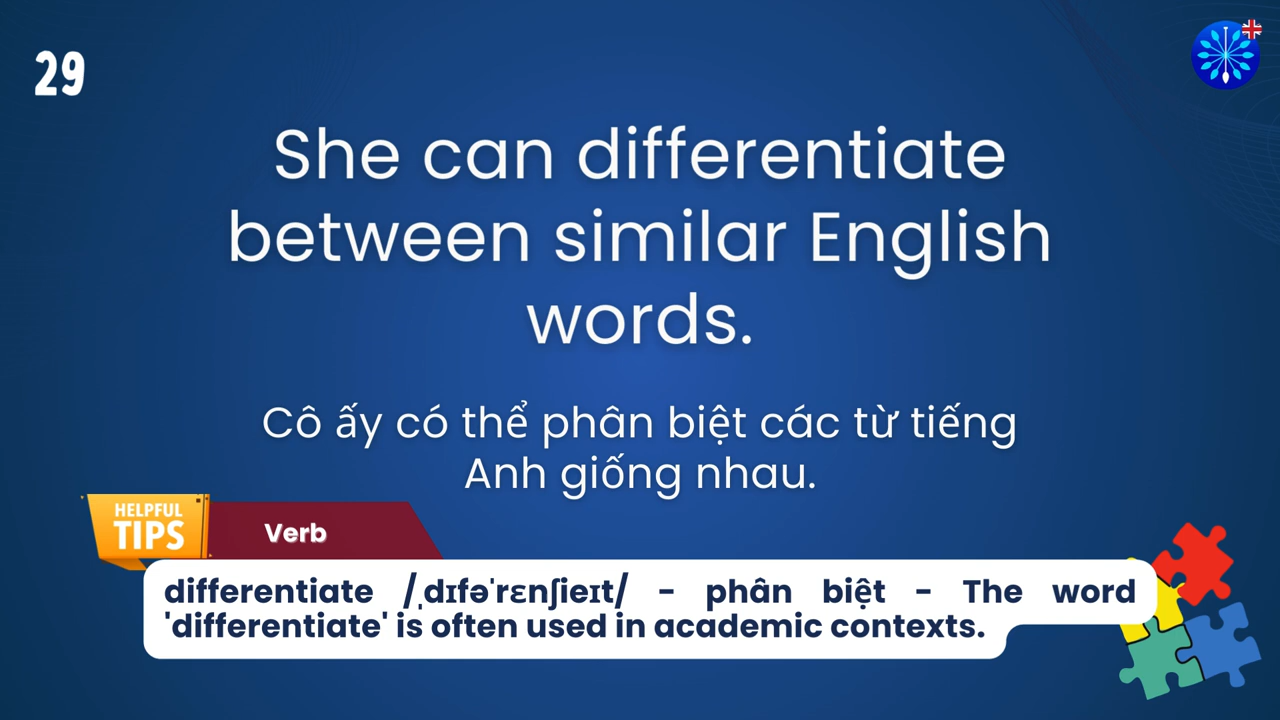 29
She can differentiate
between similar English
words.
Cô ấy có thể phân biệt các từ tiếng
Anh giống nhau.
HELPFUL
TIPS
Verb
differentiate /ˌdɪfəˈrɛnʃieɪt/ - phân biệt - The word
'differentiate' is often used in academic contexts.